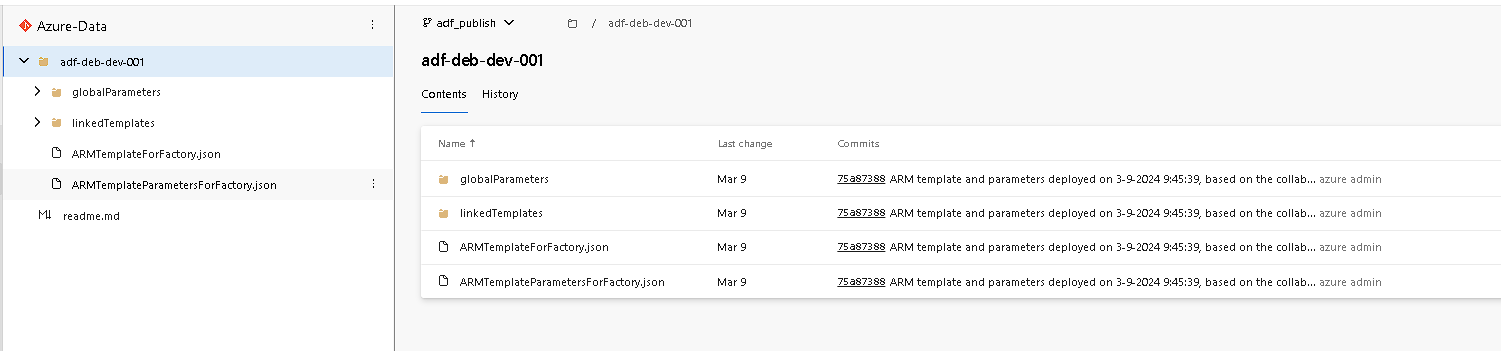 Azure-Data
adf-deb-dev-001
globalParameters
linkedTemplates
ARMTemplateForFactory.json
ARMTemplateParametersForFactory.json
readme.md
adf_publish
/ adf-deb-dev-001
adf-deb-dev-001
Contents History
Name ↑ Last change Commits
globalParameters Mar 9 75a87388 ARM template and parameters deployed on 3-9-2024 9:45:39, based on the collab... azure admin
linkedTemplates Mar 9 75a87388 ARM template and parameters deployed on 3-9-2024 9:45:39, based on the collab... azure admin
ARMTemplateForFactory.json Mar 9 75a87388 ARM template and parameters deployed on 3-9-2024 9:45:39, based on the collab... azure admin
ARMTemplateParametersForFactory.json Mar 9 75a87388 ARM template and parameters deployed on 3-9-2024 9:45:39, based on the collab... azure admin